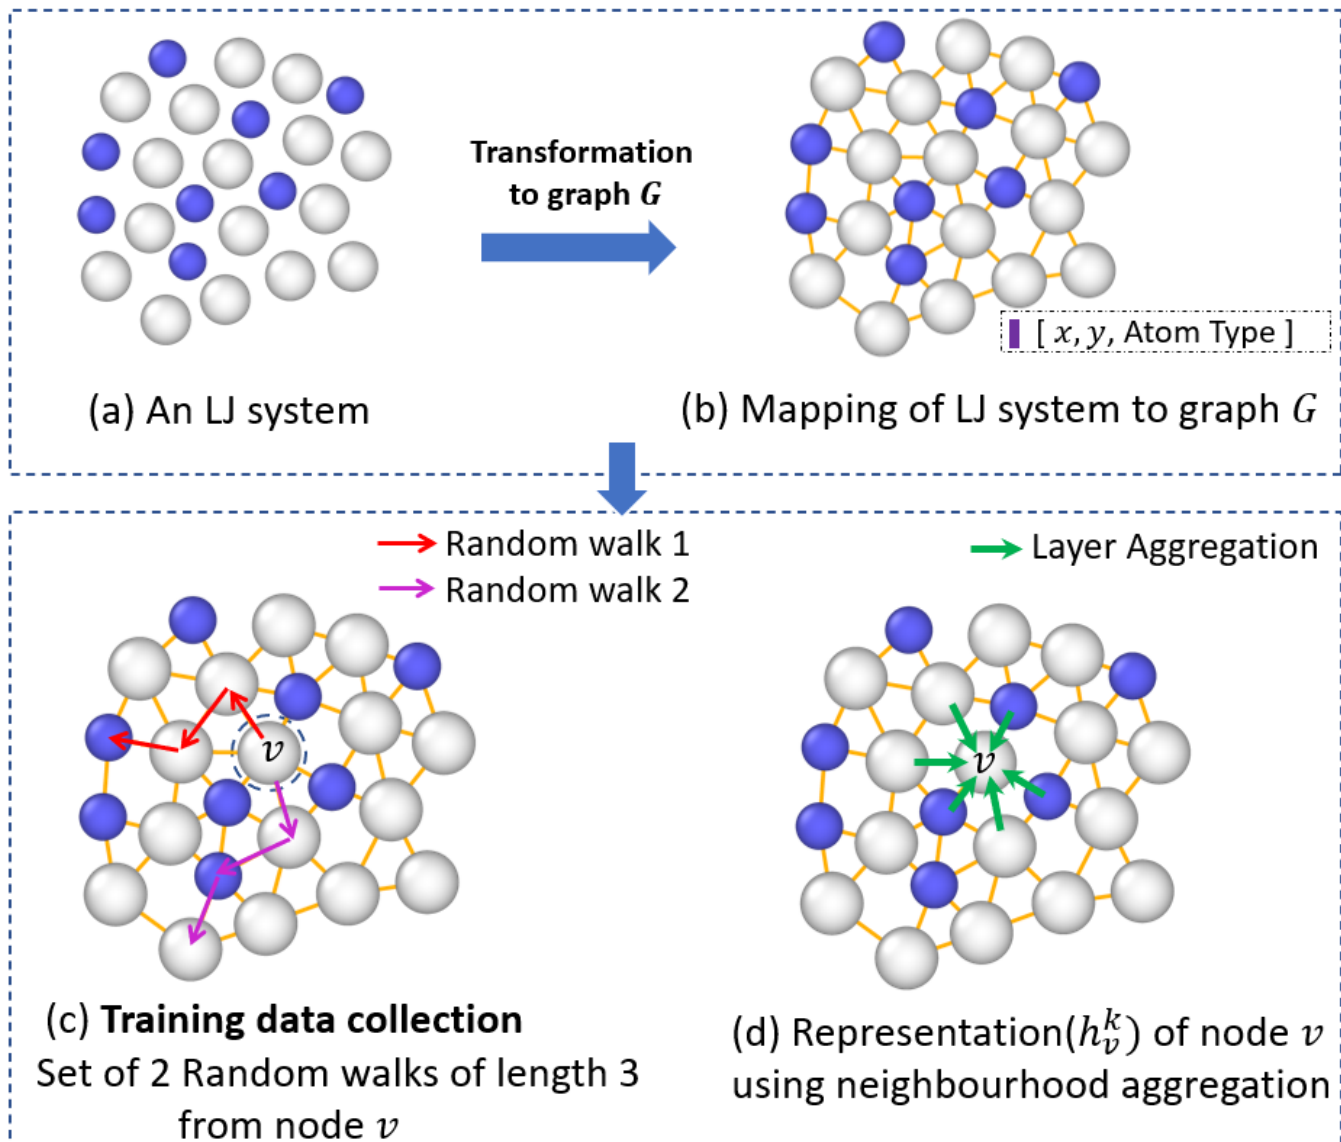 Transformation
to graph G
[ x, y, Atom Type ]
(a) An LJ system
(b) Mapping of LJ system to graph G
Random walk 1
Random walk 2
Layer Aggregation
v
v
(c) Training data collection
Set of 2 Random walks of length 3
from node v
(d) Representation(h_v^k) of node v
using neighbourhood aggregation